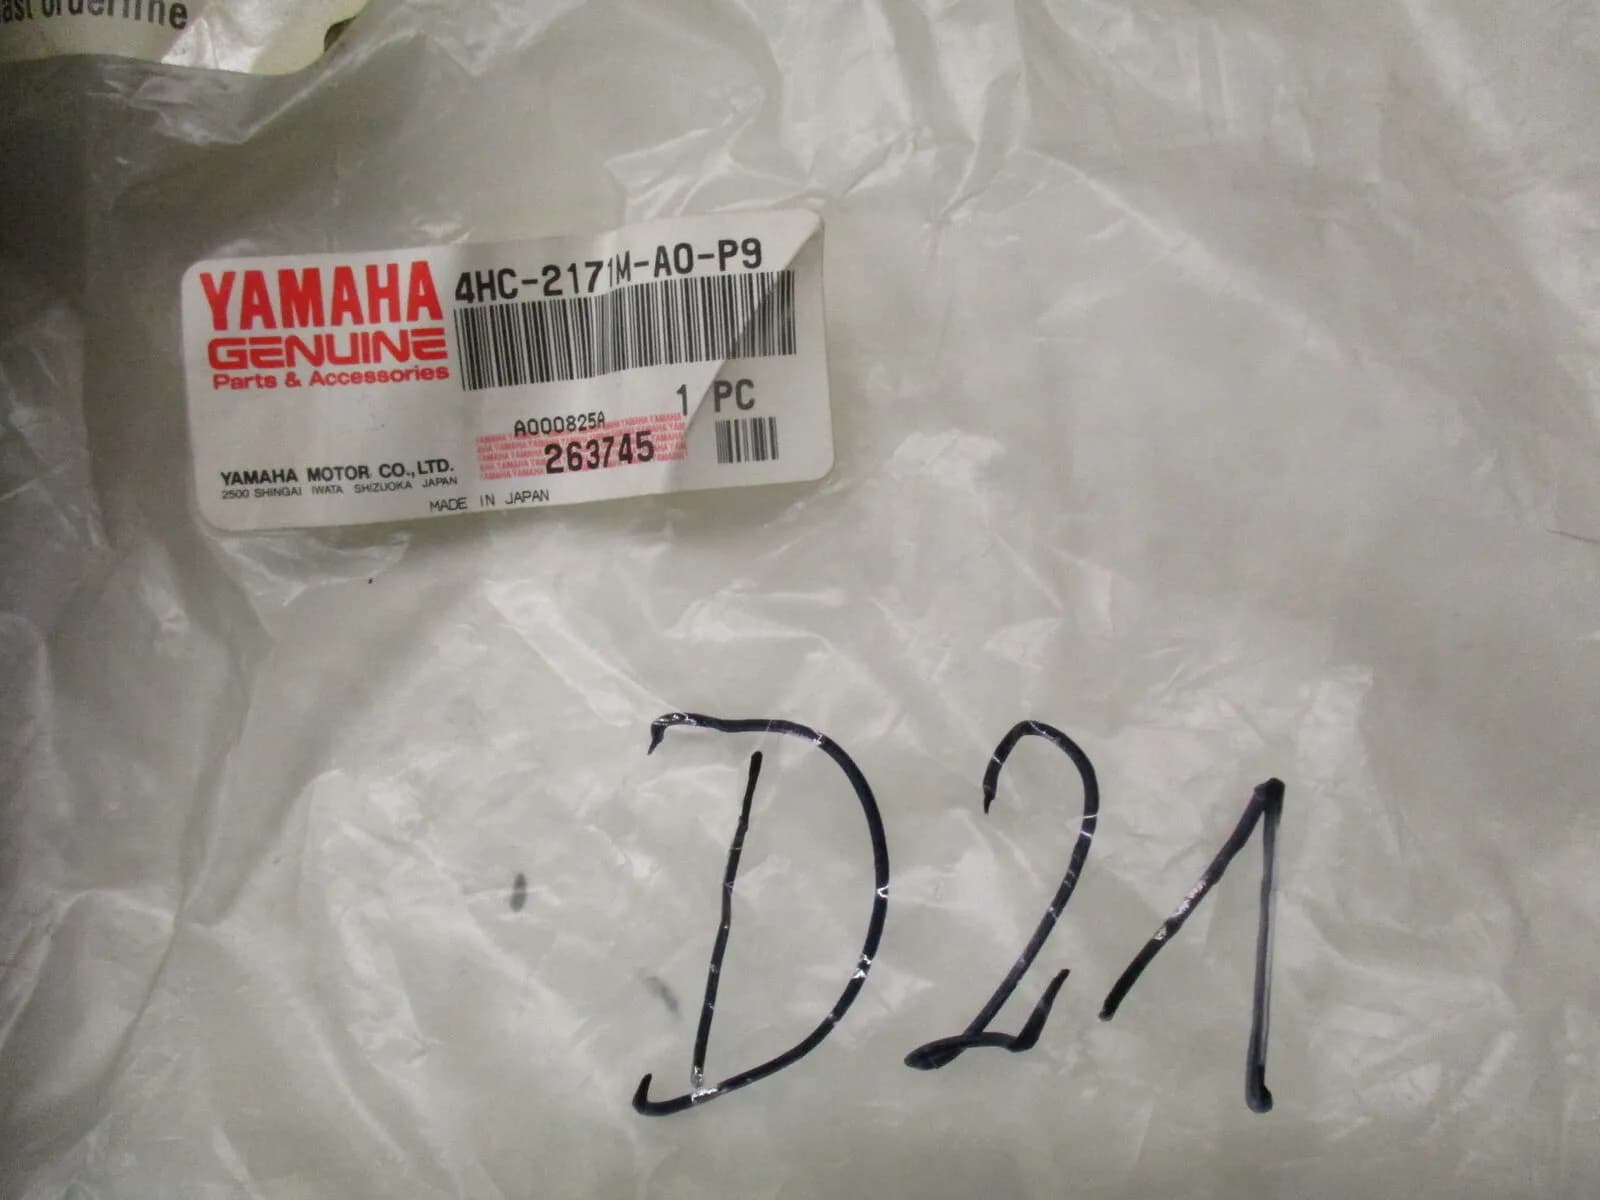 ast orderline
YAMAHA
GENUINE
Parts & Accessories
4HC-2171M-A0-P9
1 PC
A000825A
263745
YAMAHA MOTOR CO., LTD.
2500 SHINGAI IWATA SHIZUOKA JAPAN
MADE IN JAPAN
D21